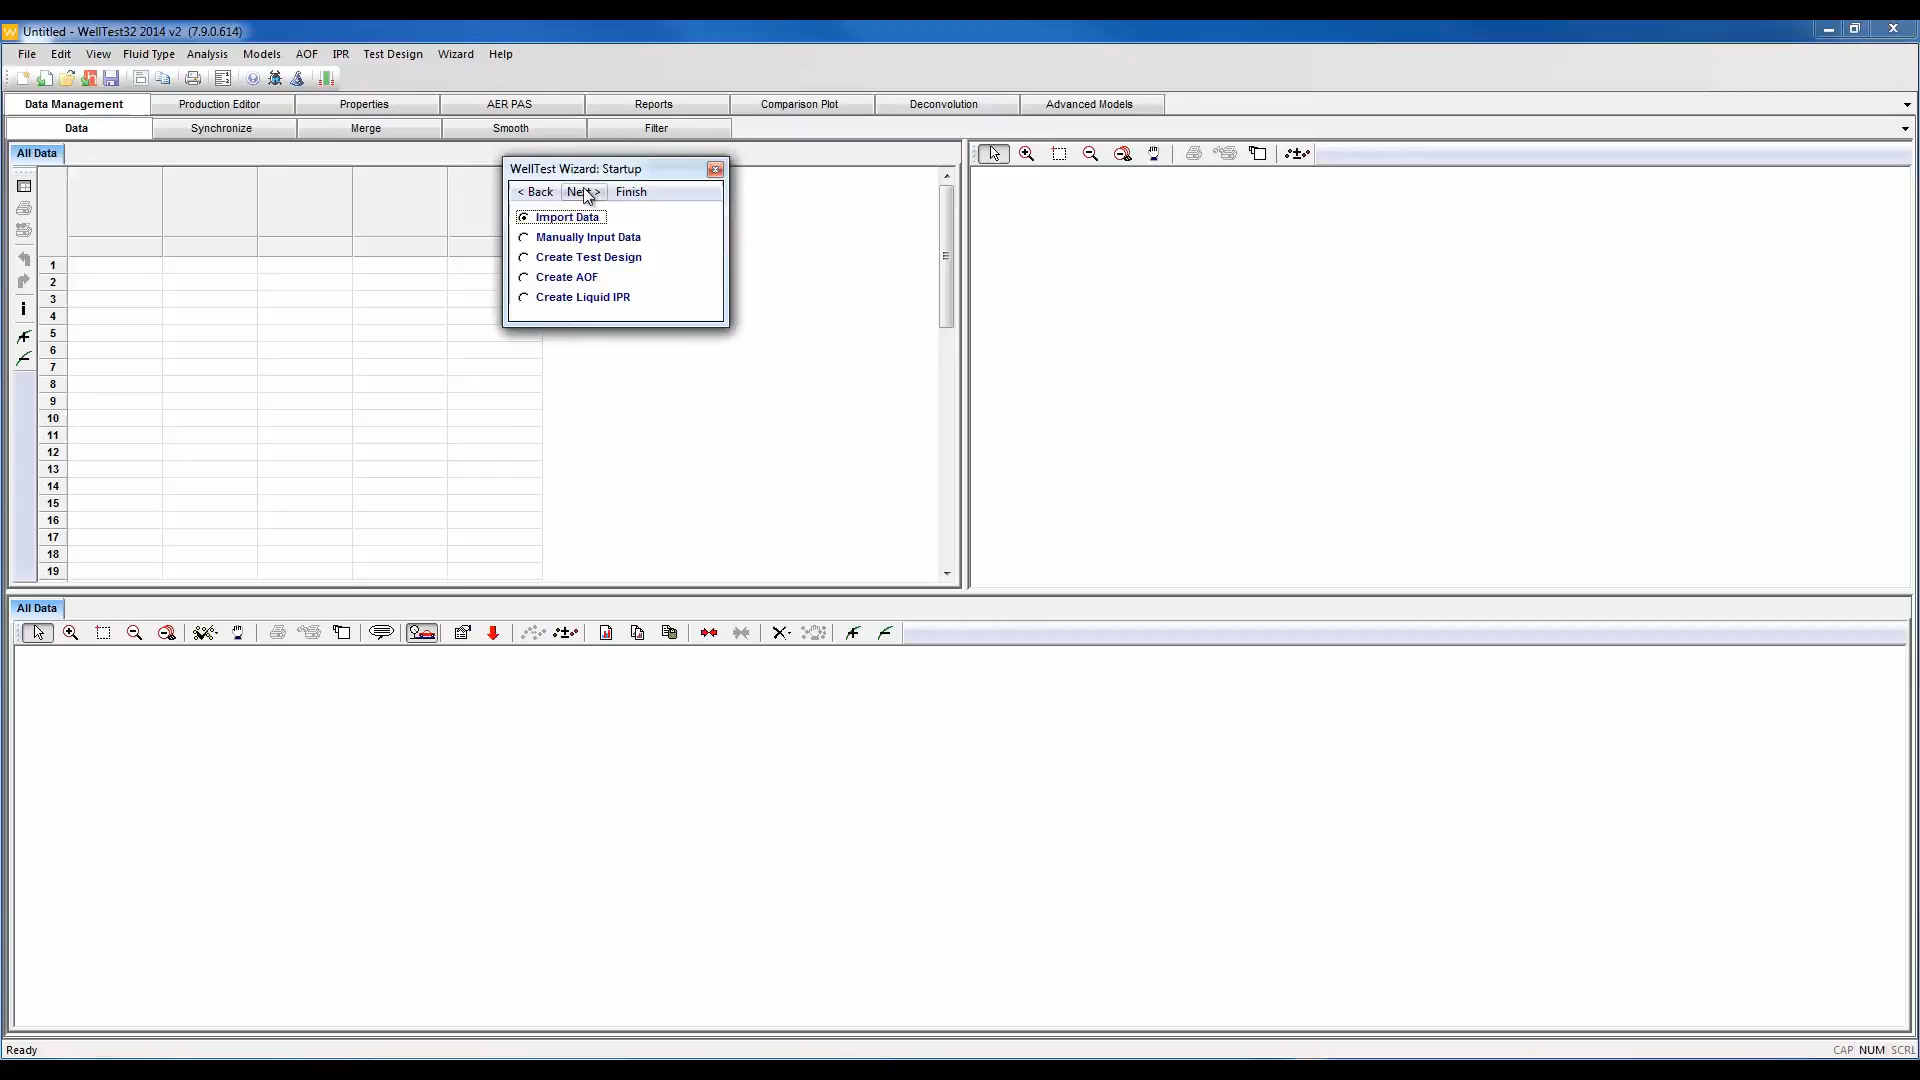 Untitled - WellTest32 2014 v2 (7.9.0.614)
File Edit View Fluid Type Analysis Models AOF IPR Test Design Wizard Help
Data Management Production Editor Properties AER PAS Reports Comparison Plot Deconvolution Advanced Models
Data Synchronize Merge Smooth Filter
All Data
WellTest Wizard: Startup
< Back Next > Finish
Import Data
Manually Input Data
Create Test Design
Create AOF
Create Liquid IPR
1
2
3
4
5
6
7
8
9
10
11
12
13
14
15
16
17
18
19
All Data
Ready CAP NUM SCRL